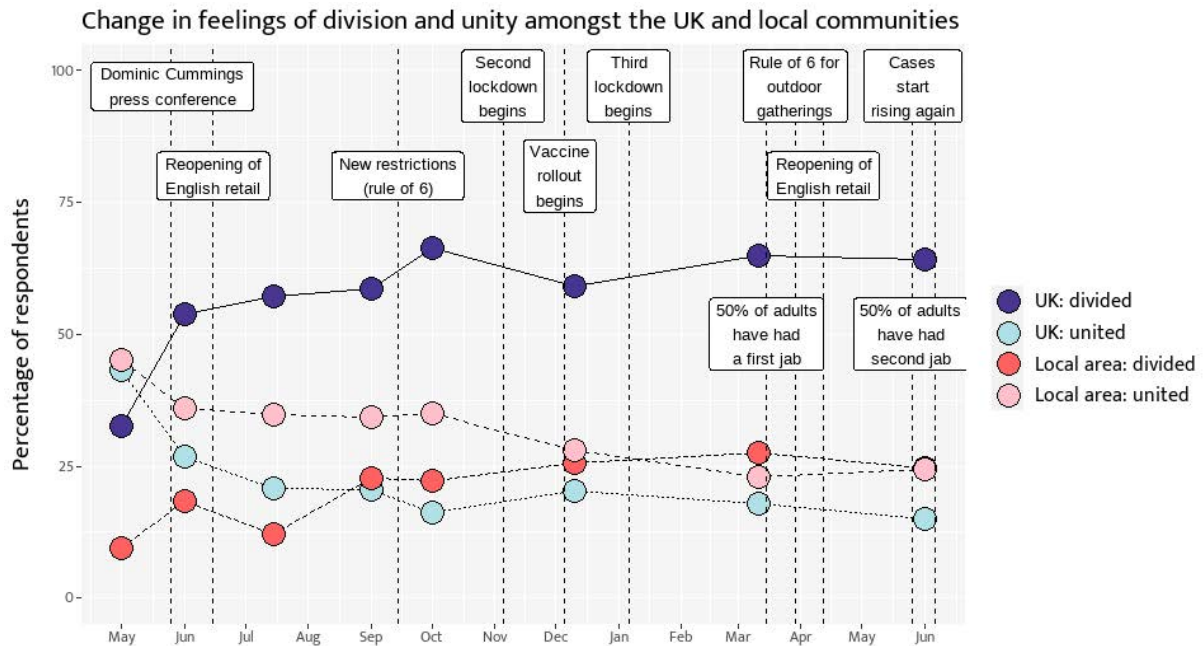 Change in feelings of division and unity amongst the UK and local communities
Percentage of respondents
100
75
50
25
0
Dominic Cummings
press conference
Reopening of
English retail
New restrictions
(rule of 6)
Second
lockdown
begins
Vaccine
rollout
begins
Third
lockdown
begins
Rule of 6 for
outdoor
gatherings
Reopening of
English retail
Cases
start
rising again
50% of adults
have had
a first jab
50% of adults
have had
second jab
UK: divided
UK: united
Local area: divided
Local area: united
May Jun Jul Aug Sep Oct Nov Dec Jan Feb Mar Apr May Jun